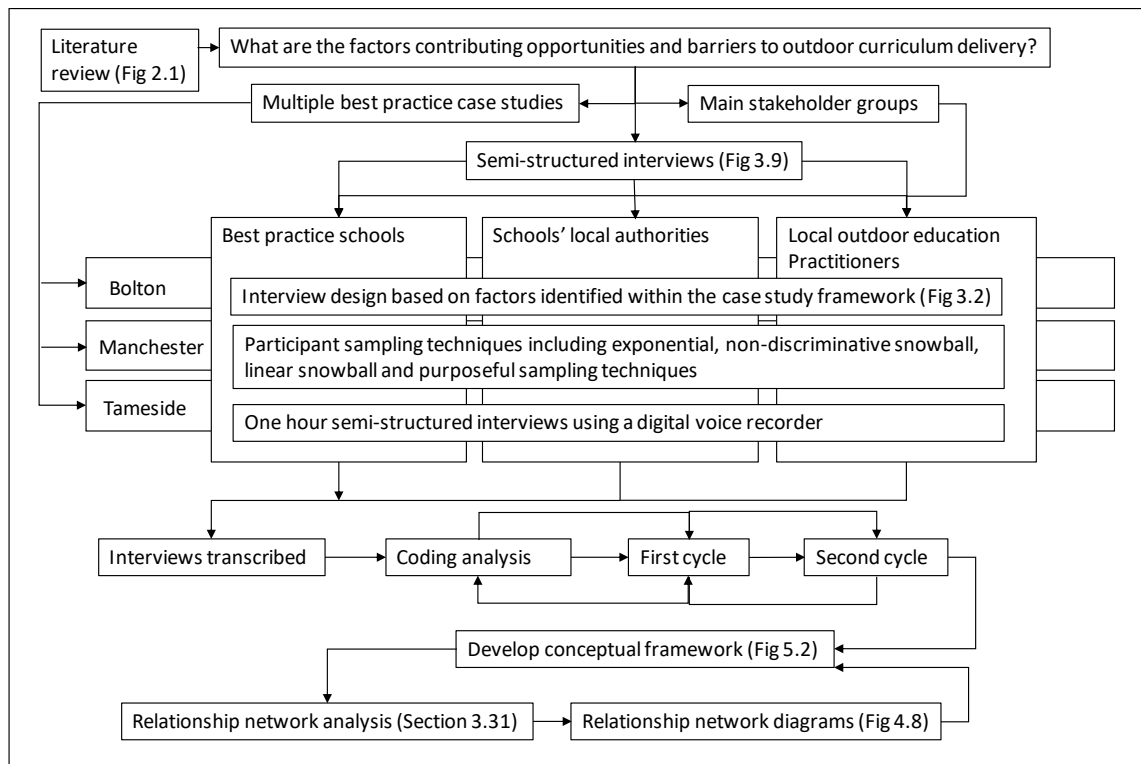 Literature
review (Fig 2.1)
What are the factors contributing opportunities and barriers to outdoor curriculum delivery?
Multiple best practice case studies
Main stakeholder groups
Semi-structured interviews (Fig 3.9)
Best practice schools
Schools' local authorities
Local outdoor education
Practitioners
Bolton
Interview design based on factors identified within the case study framework (Fig 3.2)
Manchester
Participant sampling techniques including exponential, non-discriminative snowball,
linear snowball and purposeful sampling techniques
Tameside
One hour semi-structured interviews using a digital voice recorder
Interviews transcribed
Coding analysis
First cycle
Second cycle
Develop conceptual framework (Fig 5.2)
Relationship network analysis (Section 3.31)
Relationship network diagrams (Fig 4.8)